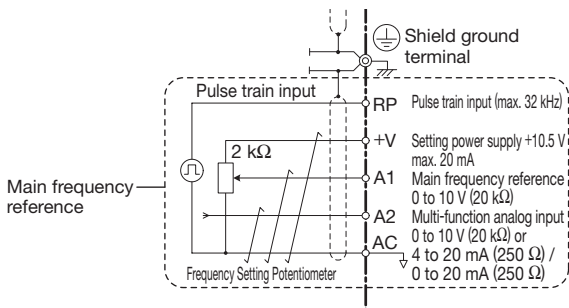 Shield ground
terminal
Pulse train input
RP Pulse train input (max. 32 kHz)
+V Setting power supply +10.5 V
max. 20 mA
2 kΩ
A1 Main frequency reference
0 to 10 V (20 kΩ)
Main frequency
reference
A2 Multi-function analog input
0 to 10 V (20 kΩ) or
AC 4 to 20 mA (250 Ω) /
0 to 20 mA (250 Ω)
Frequency Setting Potentiometer